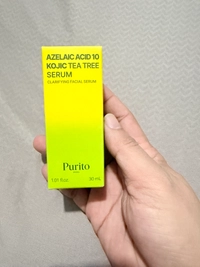 AZELAIC ACID 10
KOJIC TEA TREE
SERUM
CLARIFYING FACIAL SERUM
Purito
1.01 fl.oz. 30 ml